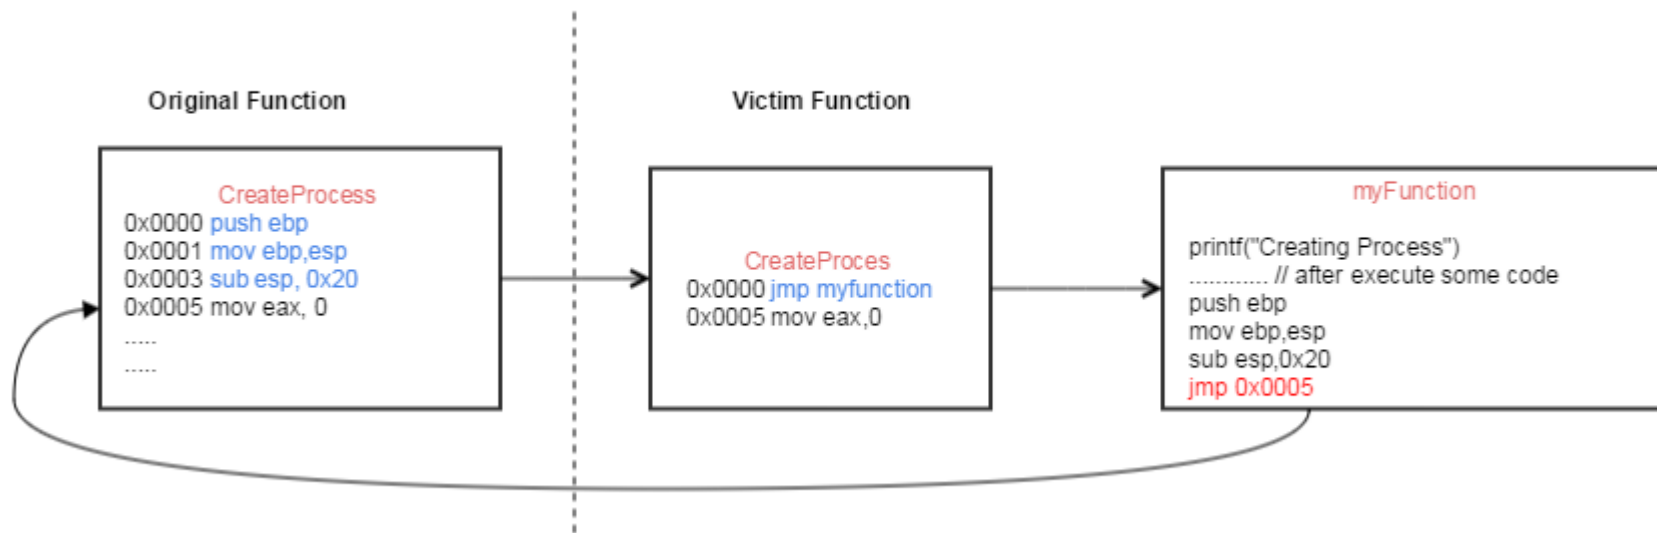 Original Function
CreateProcess
0x0000 push ebp
0x0001 mov ebp,esp
0x0003 sub esp, 0x20
0x0005 mov eax, 0
.....
.....
Victim Function
CreateProces
0x0000 jmp myfunction
0x0005 mov eax,0
myFunction
printf("Creating Process")
............ // after execute some code
push ebp
mov ebp,esp
sub esp,0x20
jmp 0x0005